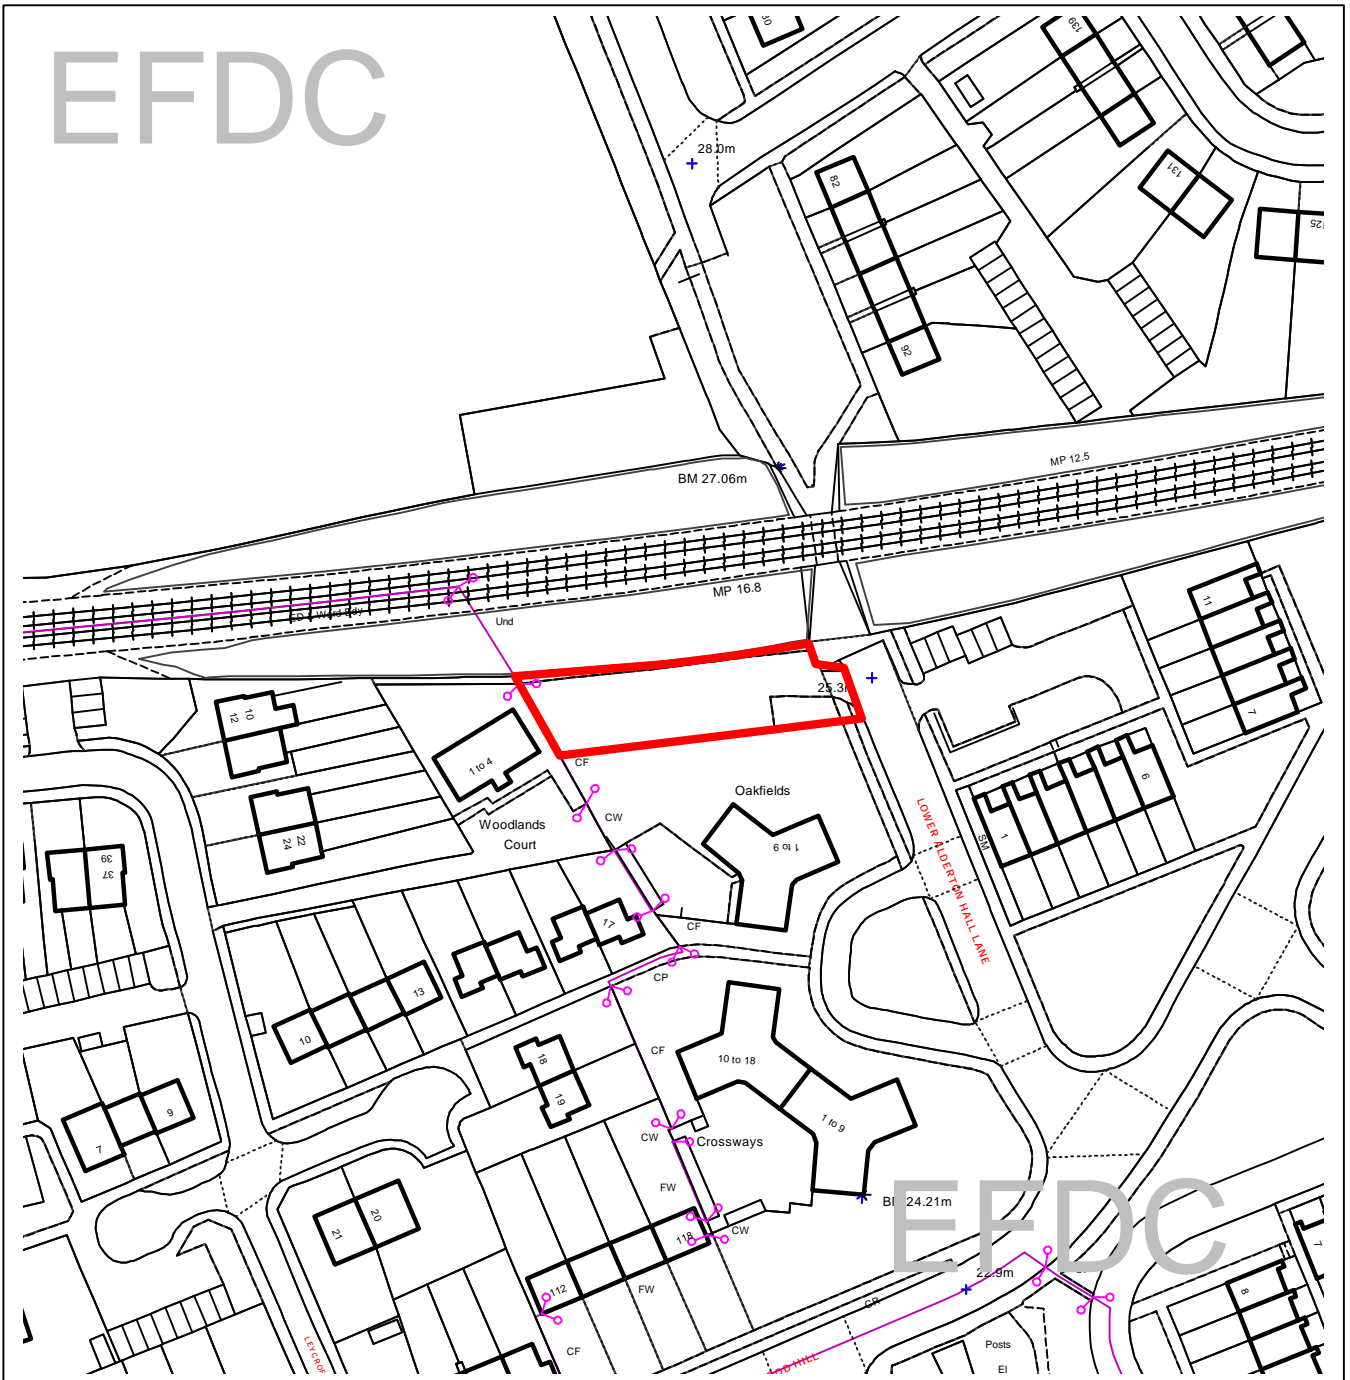 EFDC
139
28.0m
82
131
125
92
MP 12.5
BM 27.06m
MP 16.8
Und
11
7
10
12
25.3m
1 to 4
CF
Oakfields
CW
Woodlands
Court
1 to 9
6
1
SM
LOWER ALDERTON HALL LANE
22
24
39
37
17
CF
CP
13
10
CF
10 to 18
18
19
1 to 9
9
7
CW
Crossways
FW
BM 24.21m
EFDC
20
21
118
CW
22.9m
112
FW
CR
7
8
CF
Posts
El